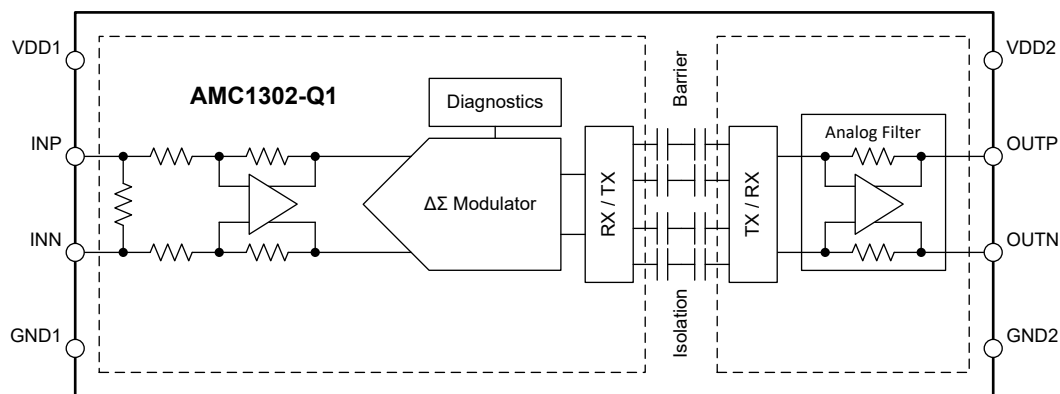 VDD1
VDD2
AMC1302-Q1
Diagnostics
Barrier
Analog Filter
INP
OUTP
ΔΣ Modulator
RX / TX
TX / RX
INN
OUTN
Isolation
GND1
GND2